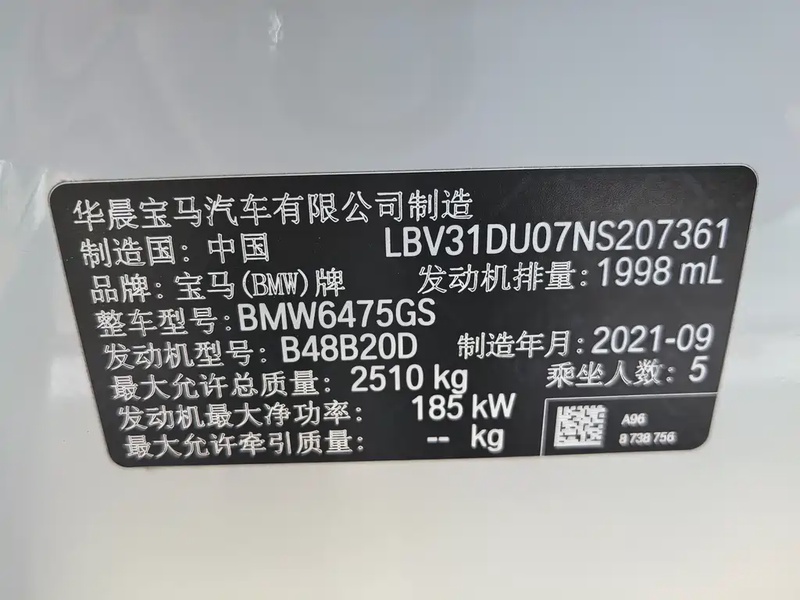 华晨宝马汽车有限公司制造
制造国: 中国 LBV31DU07NS207361
品牌: 宝马(BMW)牌 发动机排量: 1998 mL
整车型号: BMW6475GS
发动机型号: B48B20D 制造年月: 2021-09
最大允许总质量: 2510 kg 乘坐人数: 5
发动机最大净功率: 185 kW
最大允许牵引质量: -- kg
A96
8 738 756